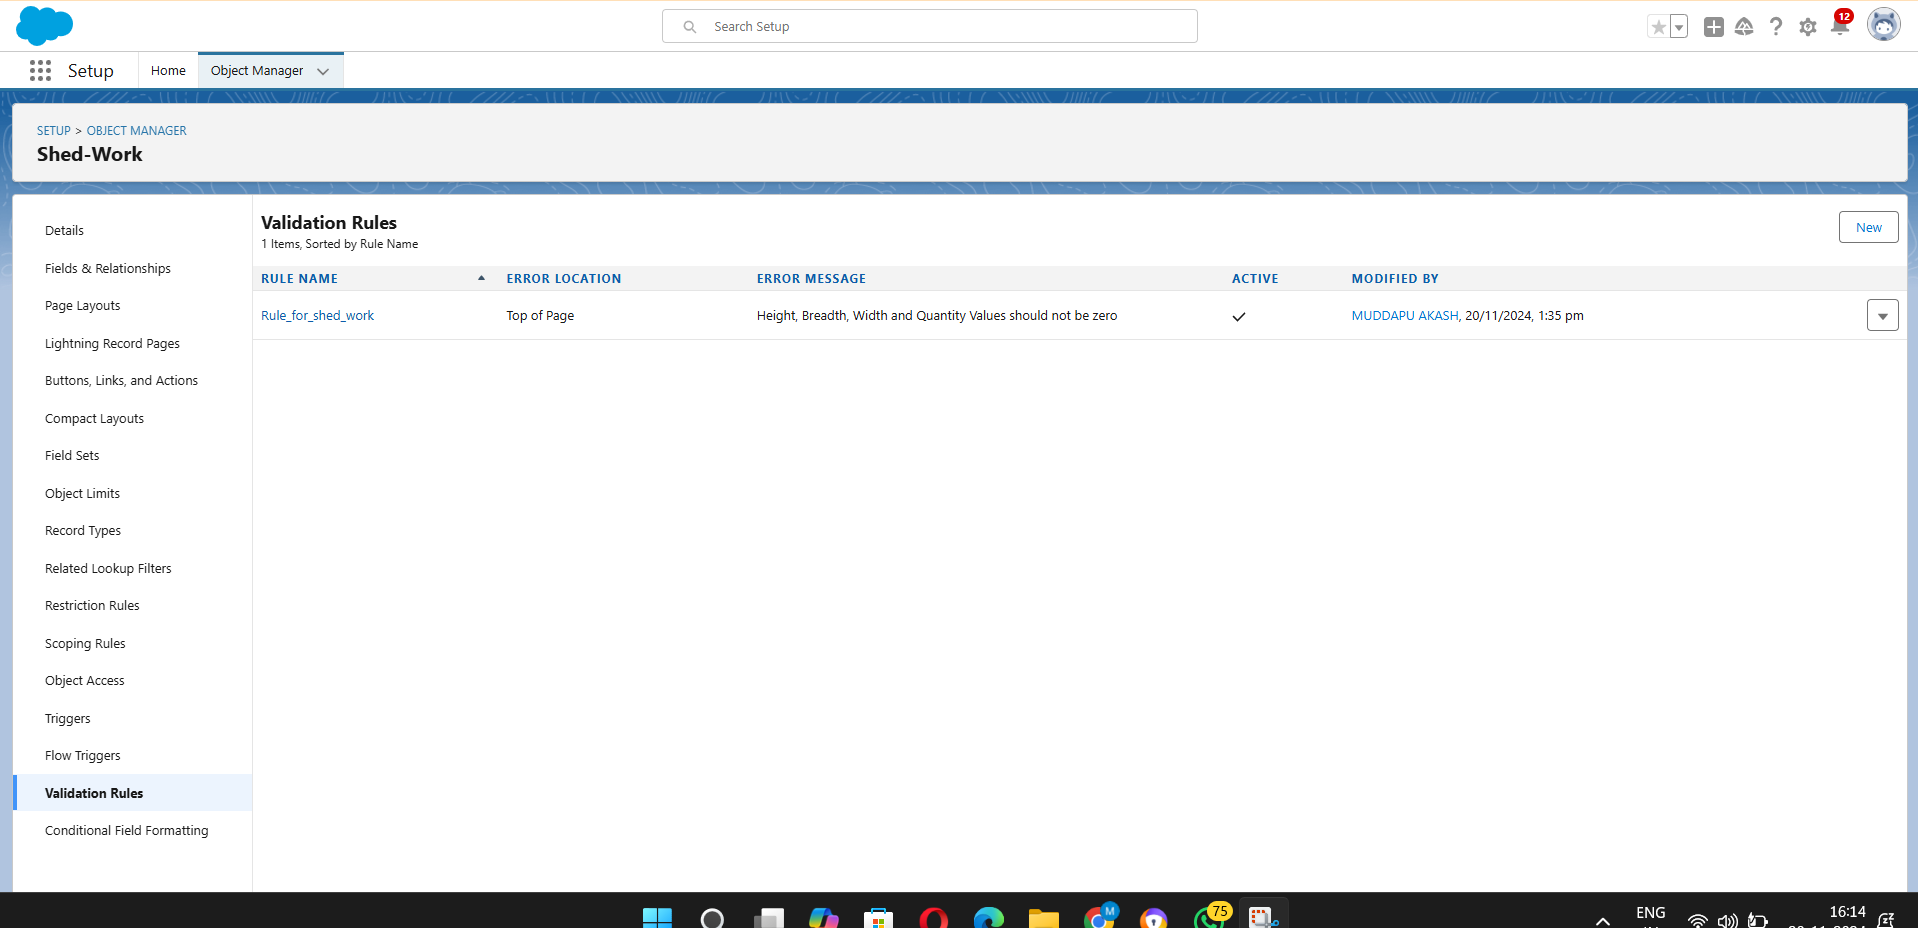 Search Setup
12
Setup
Home
Object Manager
SETUP > OBJECT MANAGER
Shed-Work
Details
Fields & Relationships
Page Layouts
Lightning Record Pages
Buttons, Links, and Actions
Compact Layouts
Field Sets
Object Limits
Record Types
Related Lookup Filters
Restriction Rules
Scoping Rules
Object Access
Triggers
Flow Triggers
Validation Rules
Conditional Field Formatting
Validation Rules
1 Items, Sorted by Rule Name
New
RULE NAME ERROR LOCATION ERROR MESSAGE ACTIVE MODIFIED BY
Rule_for_shed_work Top of Page Height, Breadth, Width and Quantity Values should not be zero MUDDAPU AKASH, 20/11/2024, 1:35 pm
M
75
ENG
16:14